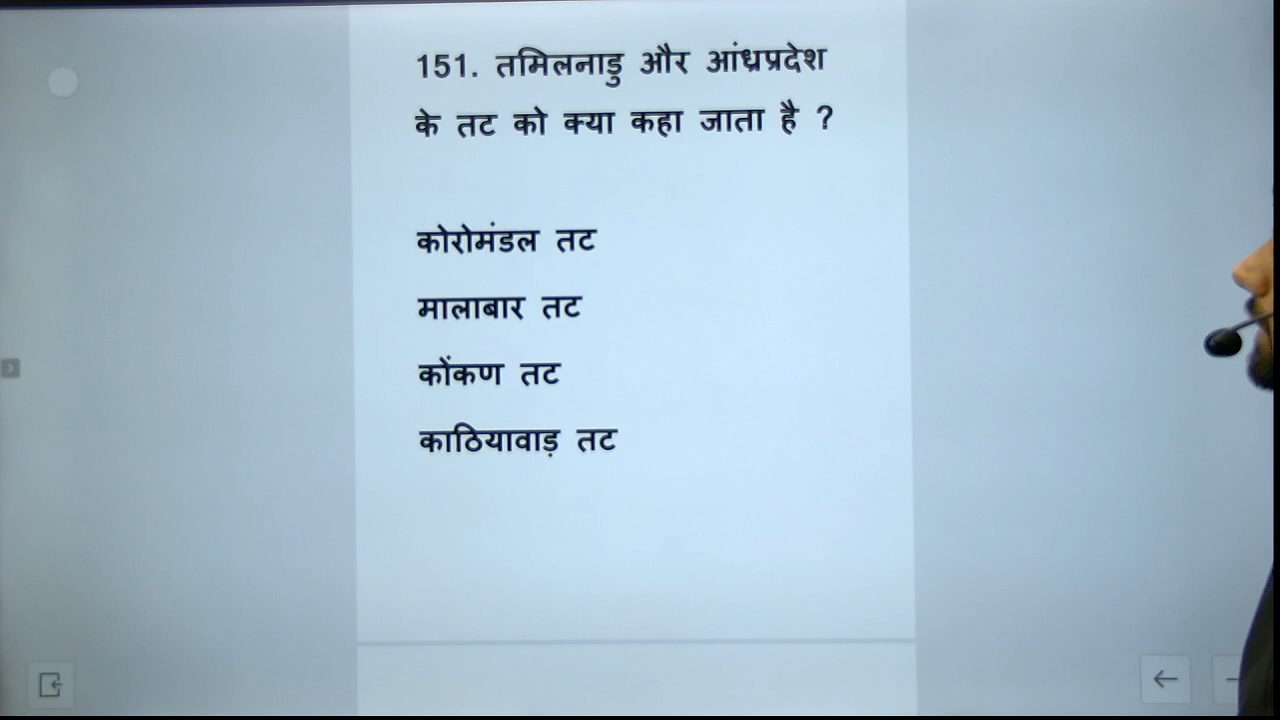 151. तमिलनाडु और आंध्रप्रदेश
के तट को क्या कहा जाता है ?
कोरोमंडल तट
मालाबार तट
कोंकण तट
काठियावाड़ तट